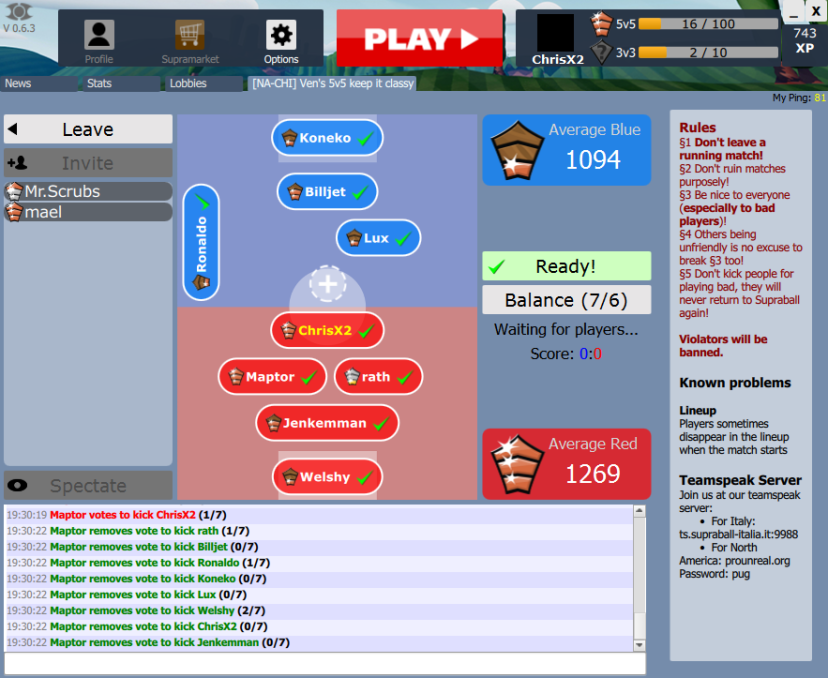 V 0.6.3
Profile
Supramarket
Options
PLAY
ChrisX2
5v5
16 / 100
3v3
2 / 10
_ X
743
XP
News
Stats
Lobbies
[NA-CHI] Ven's 5v5 keep it classy
My Ping: 81
Leave
Invite
Mr.Scrubs
mael
Spectate
Koneko
Billjet
Ronaldo
Lux
ChrisX2
Maptor
rath
Jenkemman
Welshy
Average Blue
1094
Ready!
Balance (7/6)
Waiting for players...
Score: 0:0
Average Red
1269
Rules
§1 Don't leave a
running match!
§2 Don't ruin matches
purposely!
§3 Be nice to everyone
(especially to bad
players)!
§4 Others being
unfriendly is no excuse to
break §3 too!
§5 Don't kick people for
playing bad, they will
never return to Supraball
again!
Violators will be
banned.
Known problems
Lineup
Players sometimes
disappear in the lineup
when the match starts
Teamspeak Server
Join us at our teamspeak
server:
• For Italy:
ts.supraball-italia.it:9988
• For North
America: prounreal.org
Password: pug
19:30:19 Maptor votes to kick ChrisX2 (1/7)
19:30:22 Maptor removes vote to kick rath (1/7)
19:30:22 Maptor removes vote to kick Billjet (0/7)
19:30:22 Maptor removes vote to kick Ronaldo (1/7)
19:30:22 Maptor removes vote to kick Koneko (0/7)
19:30:22 Maptor removes vote to kick Lux (0/7)
19:30:22 Maptor removes vote to kick Welshy (2/7)
19:30:22 Maptor removes vote to kick ChrisX2 (0/7)
19:30:22 Maptor removes vote to kick Jenkemman (0/7)